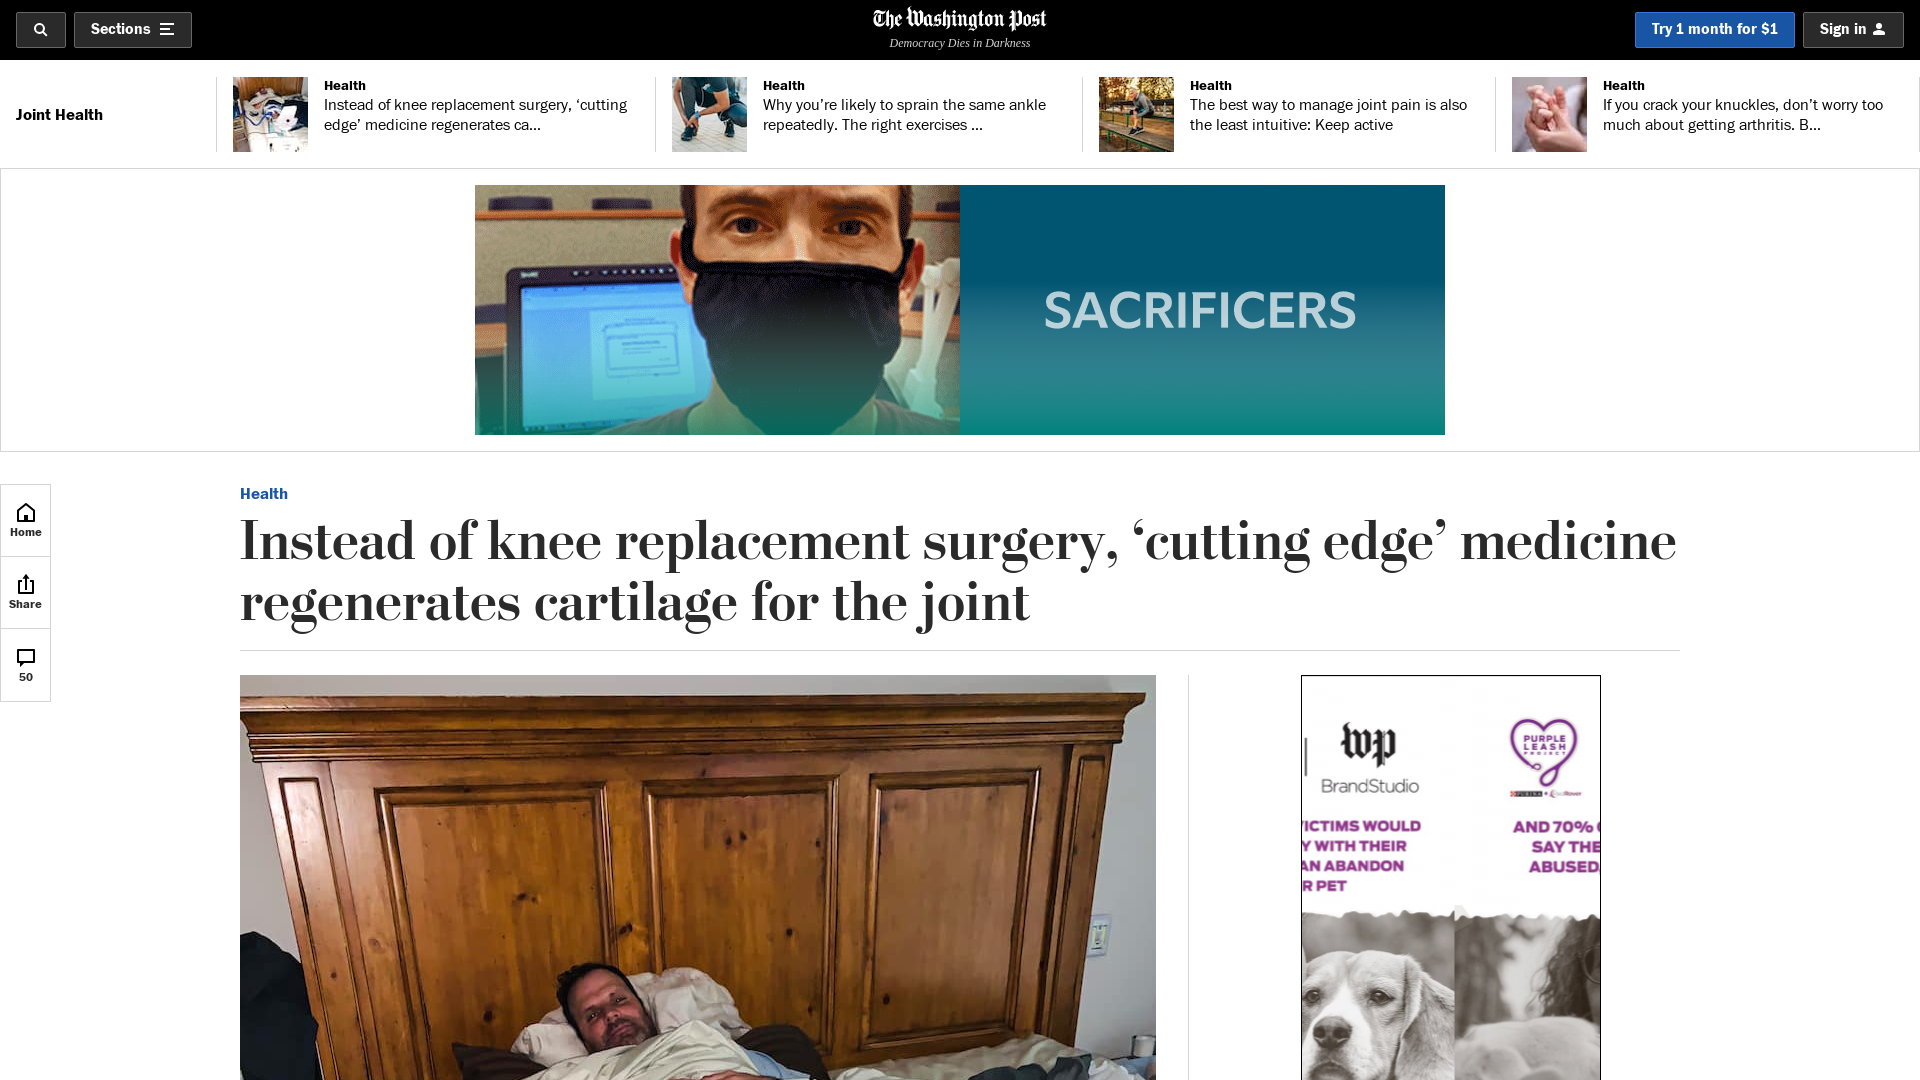 Sections
The Washington Post
Democracy Dies in Darkness
Try 1 month for $1
Sign in
Joint Health
Health
Instead of knee replacement surgery, ‘cutting
edge’ medicine regenerates ca...
Health
Why you’re likely to sprain the same ankle
repeatedly. The right exercises ...
Health
The best way to manage joint pain is also
the least intuitive: Keep active
Health
If you crack your knuckles, don’t worry too
much about getting arthritis. B...
SACRIFICERS
Home
Share
50
Health
Instead of knee replacement surgery, ‘cutting edge’ medicine
regenerates cartilage for the joint
wp
BrandStudio
PURPLE
LEASH
PROJECT
PURINA
VICTIMS WOULD
Y WITH THEIR
AN ABANDON
R PET
AND 70%
SAY THE
ABUSED,